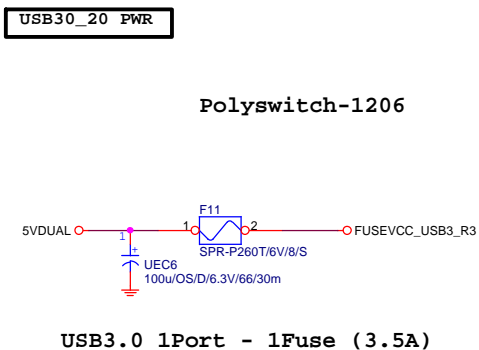 USB30_20 PWR
Polyswitch-1206
F11
5VDUAL 1 2 FUSEVCC_USB3_R3
1
SPR-P260T/6V/8/S
+
UEC6
100u/OS/D/6.3V/66/30m
USB3.0 1Port - 1Fuse (3.5A)